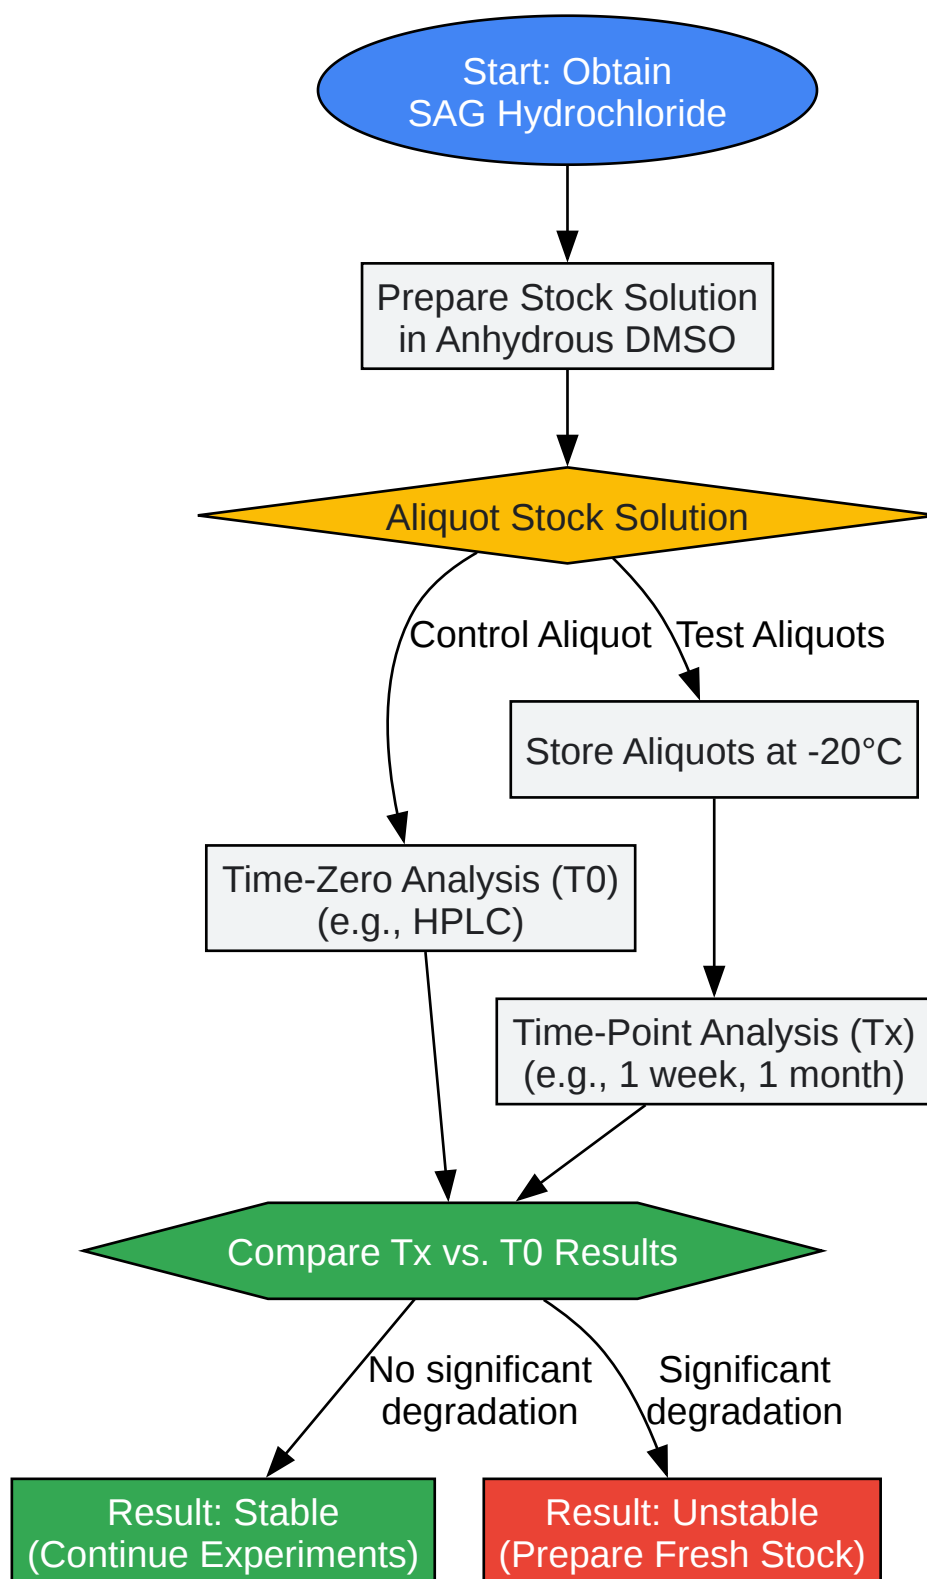 Start: Obtain
SAG Hydrochloride
Prepare Stock Solution
in Anhydrous DMSO
Aliquot Stock Solution
Control Aliquot
Test Aliquots
Store Aliquots at -20°C
Time-Zero Analysis (T0)
(e.g., HPLC)
Time-Point Analysis (Tx)
(e.g., 1 week, 1 month)
Compare Tx vs. T0 Results
No significant
degradation
Significant
degradation
Result: Stable
(Continue Experiments)
Result: Unstable
(Prepare Fresh Stock)